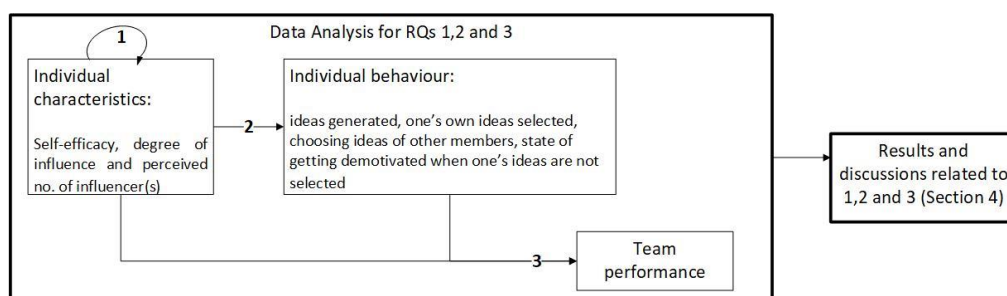 Data Analysis for RQs 1,2 and 3
1
Individual
characteristics:
Self-efficacy, degree of
influence and perceived
no. of influencer(s)
2
Individual behaviour:
ideas generated, one's own ideas selected,
choosing ideas of other members, state of
getting demotivated when one's ideas are not
selected
3
Team
performance
Results and
discussions related to
1,2 and 3 (Section 4)